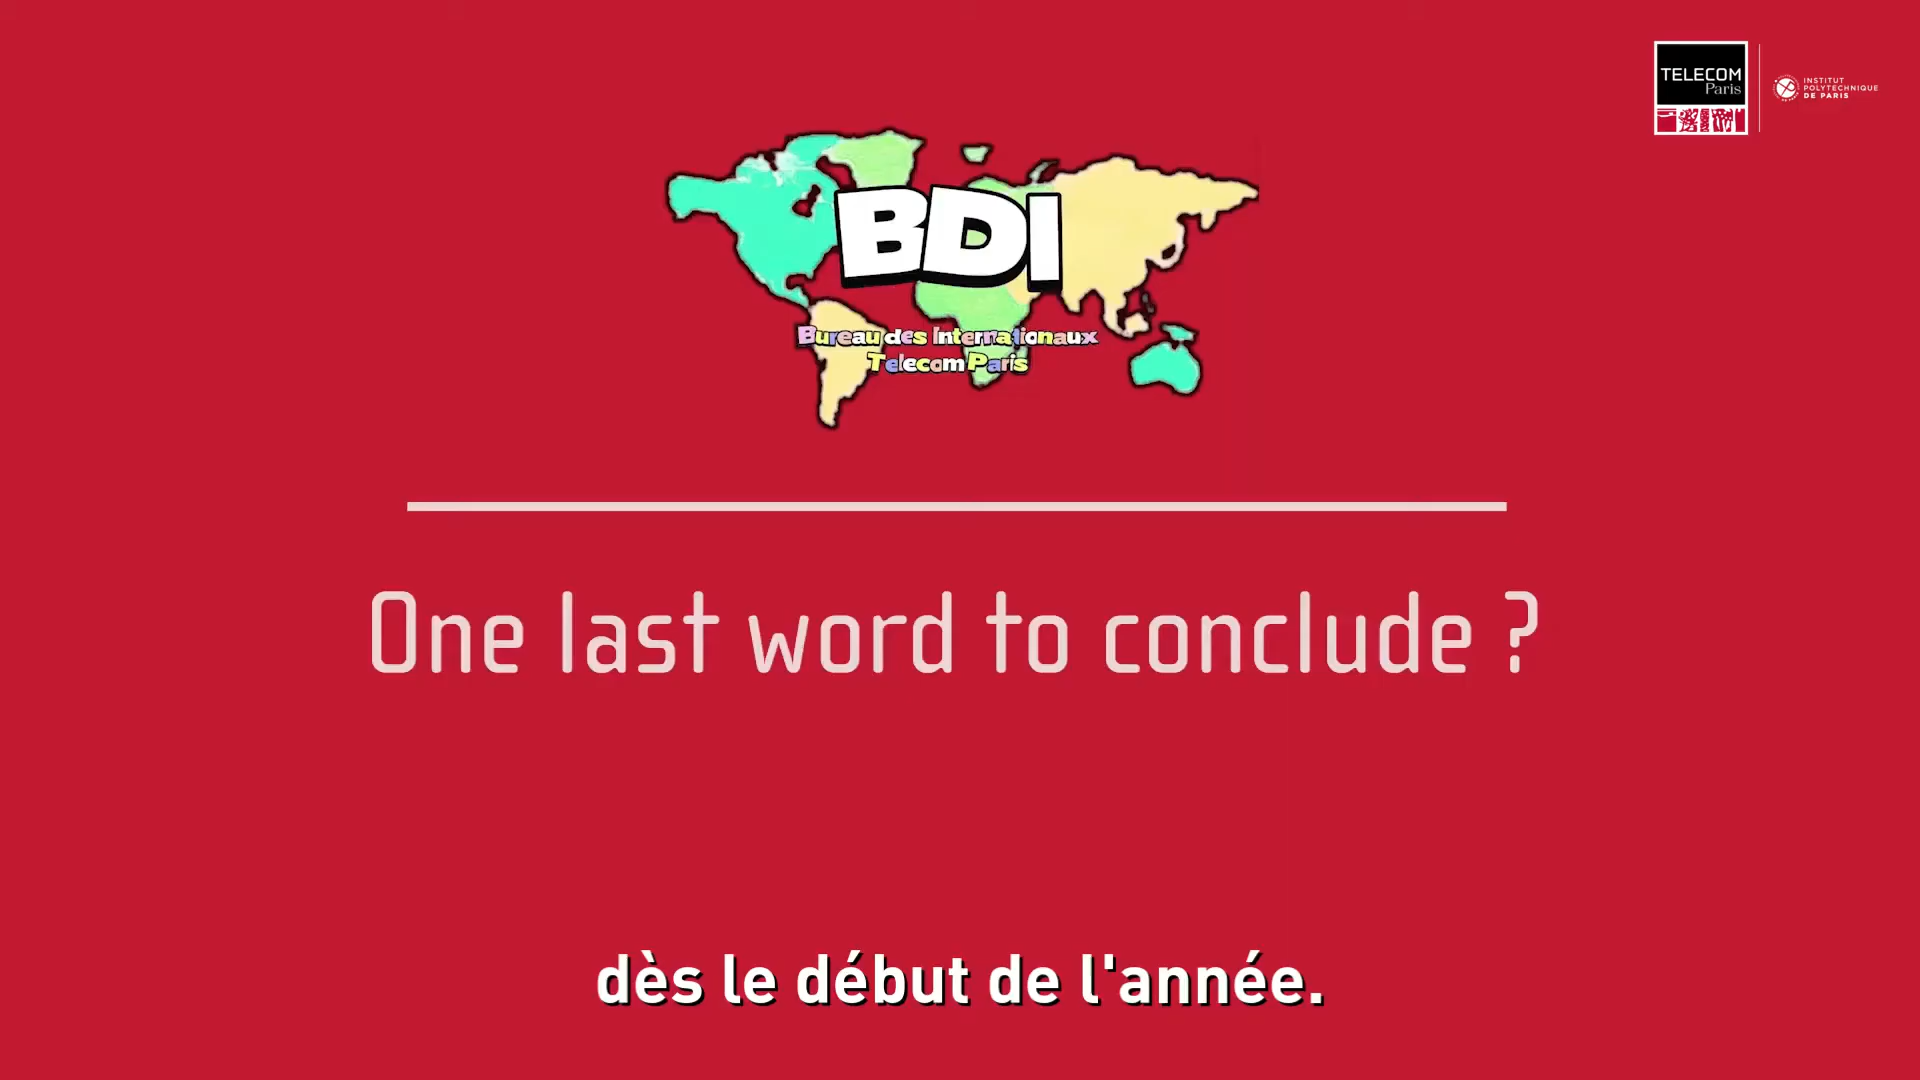 TELECOM
Paris
INSTITUT
POLYTECHNIQUE
DE PARIS
BDI
Bureau des Internationaux
Telecom Paris
One last word to conclude ?
dès le début de l'année.